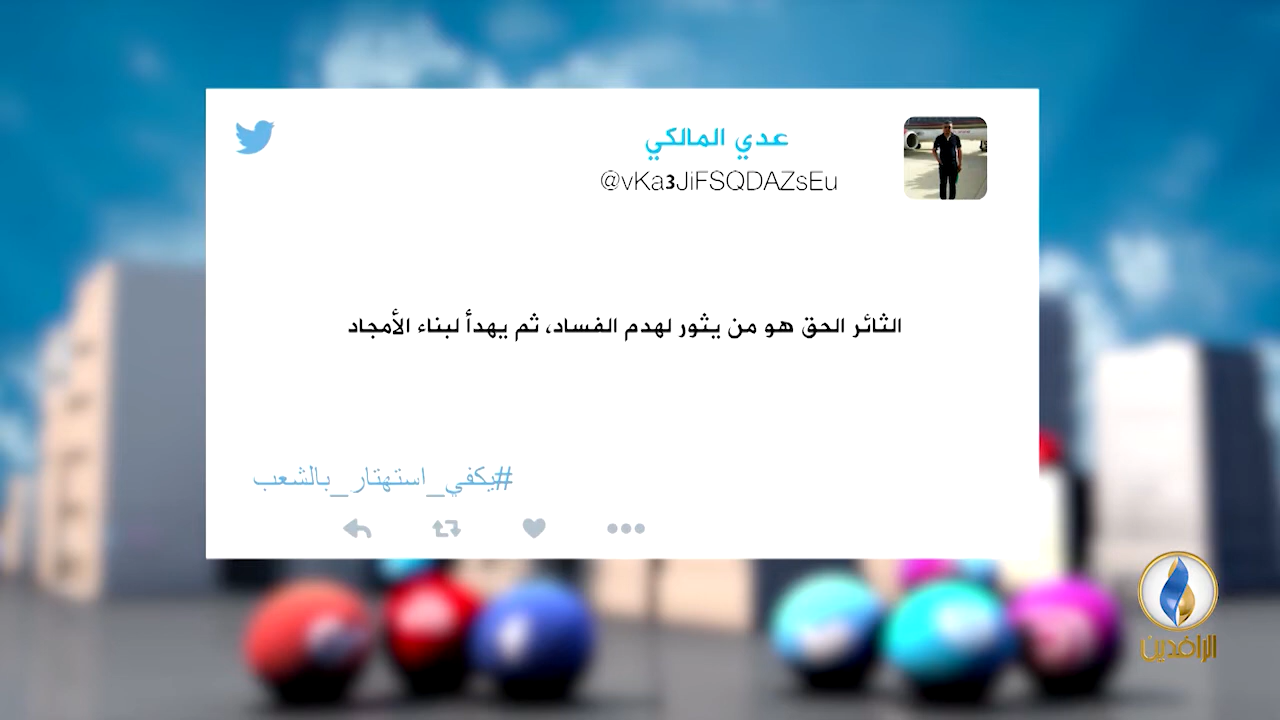 عدي المالكي
@vKa3JiFSQDAZsEu
الثائر الحق هو من يثور لهدم الفساد، ثم يهدأ لبناء الأمجاد
#يكفي_استهتار_بالشعب
الرافدين